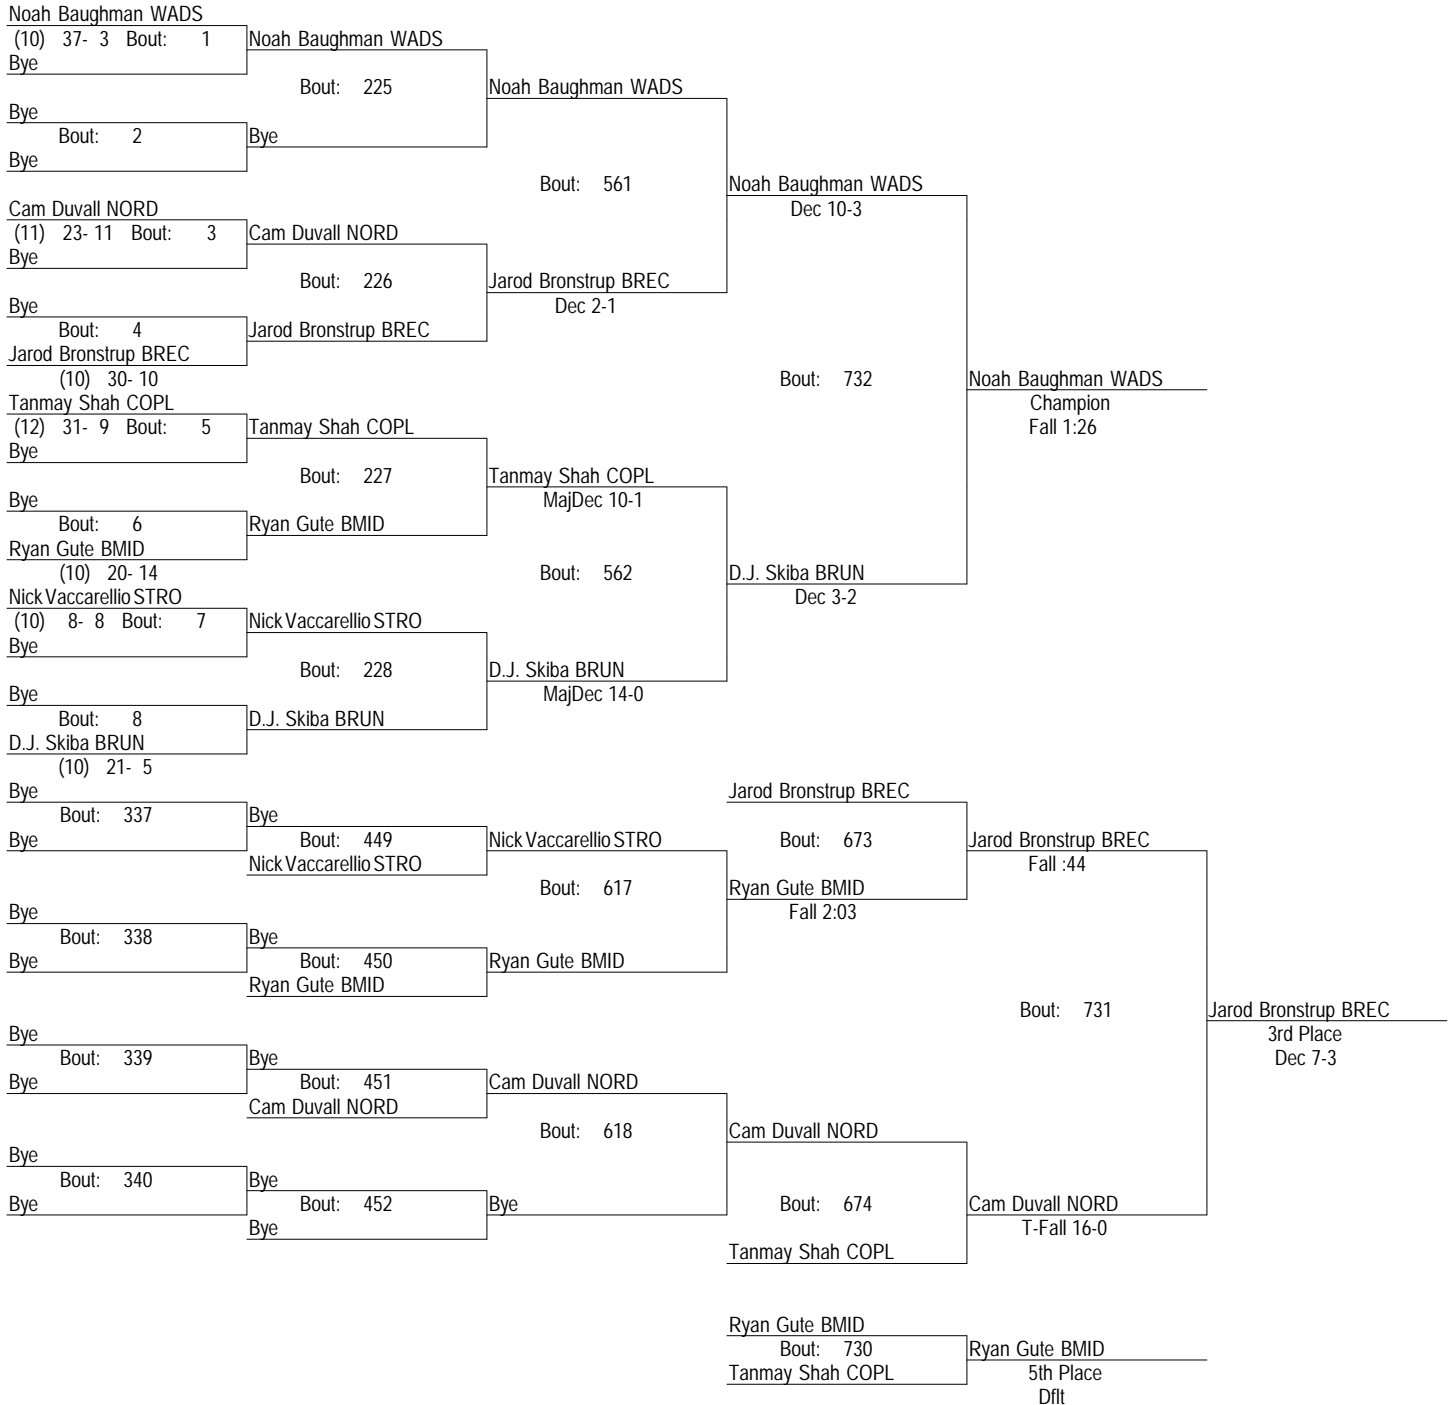 Noah Baughman WADS
(10) 37- 3 Bout: 1 Noah Baughman WADS
Bye
Bout: 225 Noah Baughman WADS
Bye
Bout: 2 Bye
Bye
Bout: 561 Noah Baughman WADS
Cam Duvall NORD Dec 10-3
(11) 23- 11 Bout: 3 Cam Duvall NORD
Bye
Bout: 226 Jarod Bronstrup BREC
Bye Dec 2-1
Bout: 4 Jarod Bronstrup BREC
Jarod Bronstrup BREC
(10) 30- 10 Bout: 732 Noah Baughman WADS
Tanmay Shah COPL Champion
(12) 31- 9 Bout: 5 Tanmay Shah COPL Fall 1:26
Bye
Bout: 227 Tanmay Shah COPL
Bye MajDec 10-1
Bout: 6 Ryan Gute BMID
Ryan Gute BMID
(10) 20- 14 Bout: 562 D.J. Skiba BRUN
Nick Vaccarellio STRO Dec 3-2
(10) 8- 8 Bout: 7 Nick Vaccarellio STRO
Bye
Bout: 228 D.J. Skiba BRUN
Bye MajDec 14-0
Bout: 8 D.J. Skiba BRUN
D.J. Skiba BRUN
(10) 21- 5
Bye Jarod Bronstrup BREC
Bout: 337 Bye
Bye Bout: 449 Nick Vaccarellio STRO Bout: 673 Jarod Bronstrup BREC
Nick Vaccarellio STRO Fall :44
Bout: 617 Ryan Gute BMID
Bye Fall 2:03
Bout: 338 Bye
Bye Bout: 450 Ryan Gute BMID
Ryan Gute BMID
Bout: 731 Jarod Bronstrup BREC
Bye 3rd Place
Bout: 339 Bye Dec 7-3
Bye Bout: 451 Cam Duvall NORD
Cam Duvall NORD
Bout: 618 Cam Duvall NORD
Bye
Bout: 340 Bye
Bye Bout: 452 Bye Bout: 674 Cam Duvall NORD
Bye T-Fall 16-0
Tanmay Shah COPL
Ryan Gute BMID
Bout: 730 Ryan Gute BMID
Tanmay Shah COPL 5th Place
Dflt